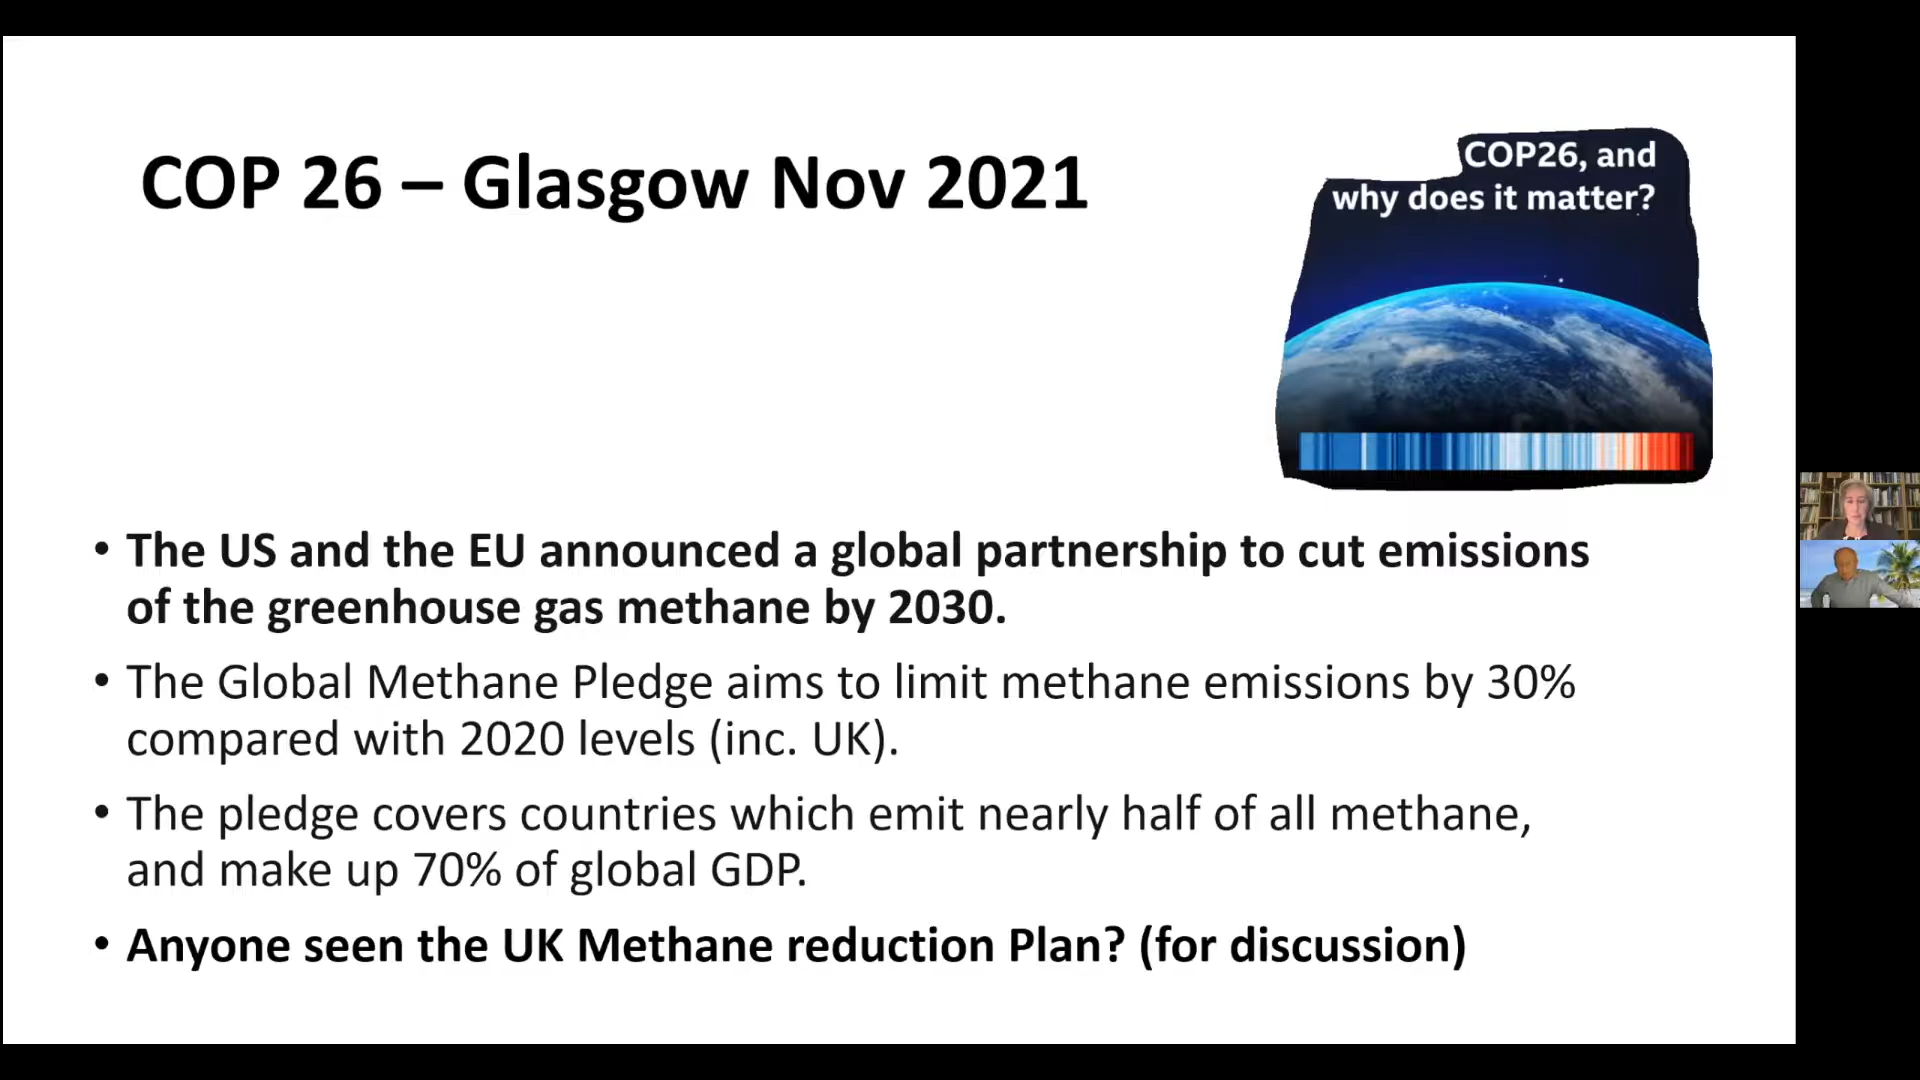 COP 26 – Glasgow Nov 2021
COP26, and
why does it matter?
• The US and the EU announced a global partnership to cut emissions
of the greenhouse gas methane by 2030.
• The Global Methane Pledge aims to limit methane emissions by 30%
compared with 2020 levels (inc. UK).
• The pledge covers countries which emit nearly half of all methane,
and make up 70% of global GDP.
• Anyone seen the UK Methane reduction Plan? (for discussion)